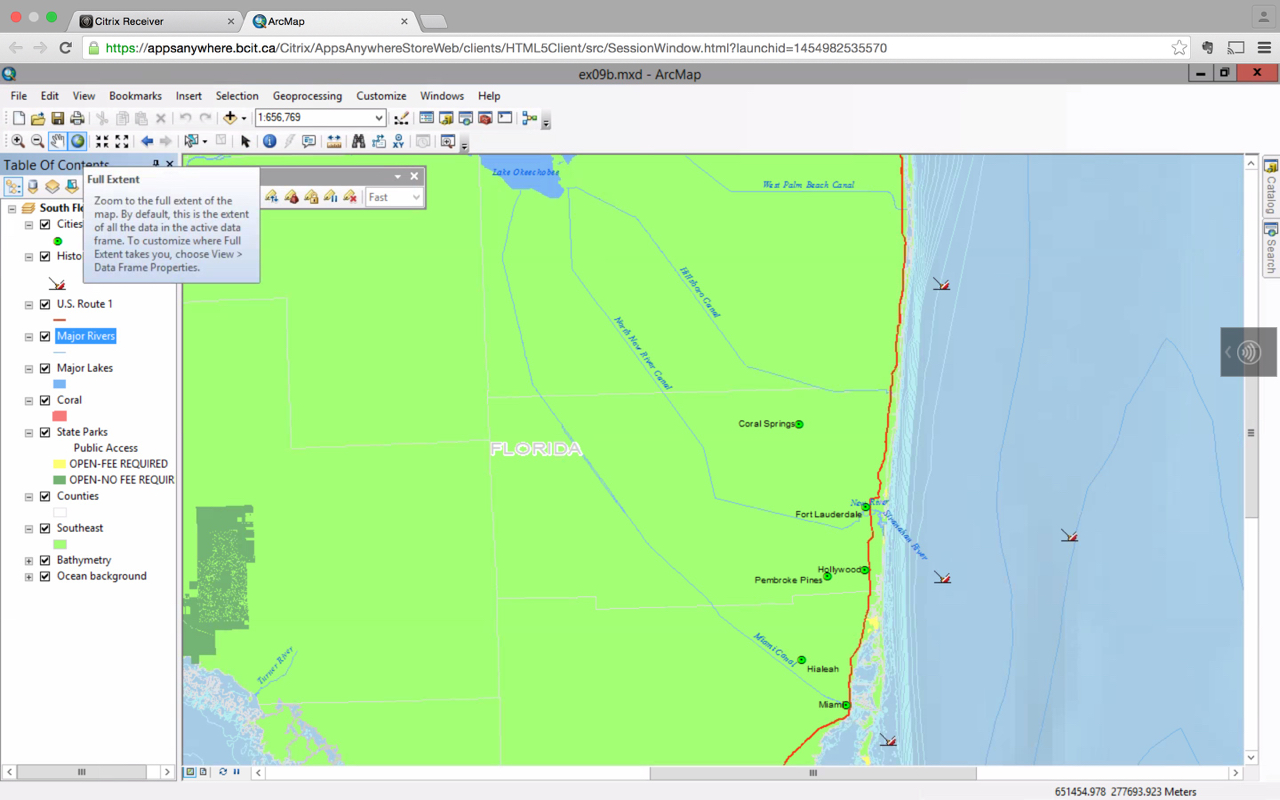 Citrix Receiver
ArcMap
https://appsanywhere.bcit.ca/Citrix/AppsAnywhereStoreWeb/clients/HTML5Client/src/SessionWindow.html?launchid=1454982535570
ex09b.mxd - ArcMap
File Edit View Bookmarks Insert Selection Geoprocessing Customize Windows Help
1:656,769
Table Of Contents
Full Extent
Zoom to the full extent of the
map. By default, this is the extent
of all the data in the active data
frame. To customize where Full
Extent takes you, choose View >
Data Frame Properties.
Fast
South Fl
Cities
Histo
U.S. Route 1
Major Rivers
Major Lakes
Coral
State Parks
Public Access
OPEN-FEE REQUIRED
OPEN-NO FEE REQUIR
Counties
Southeast
Bathymetry
Ocean background
Lake Okeechobee
West Palm Beach Canal
Hillsboro Canal
North New River Canal
Coral Springs
FLORIDA
New River
Fort Lauderdale
Stranahan River
Hollywood
Pembroke Pines
Miami Canal
Hialeah
Turner River
Miami
Catalog
Search
651454.978 277693.923 Meters